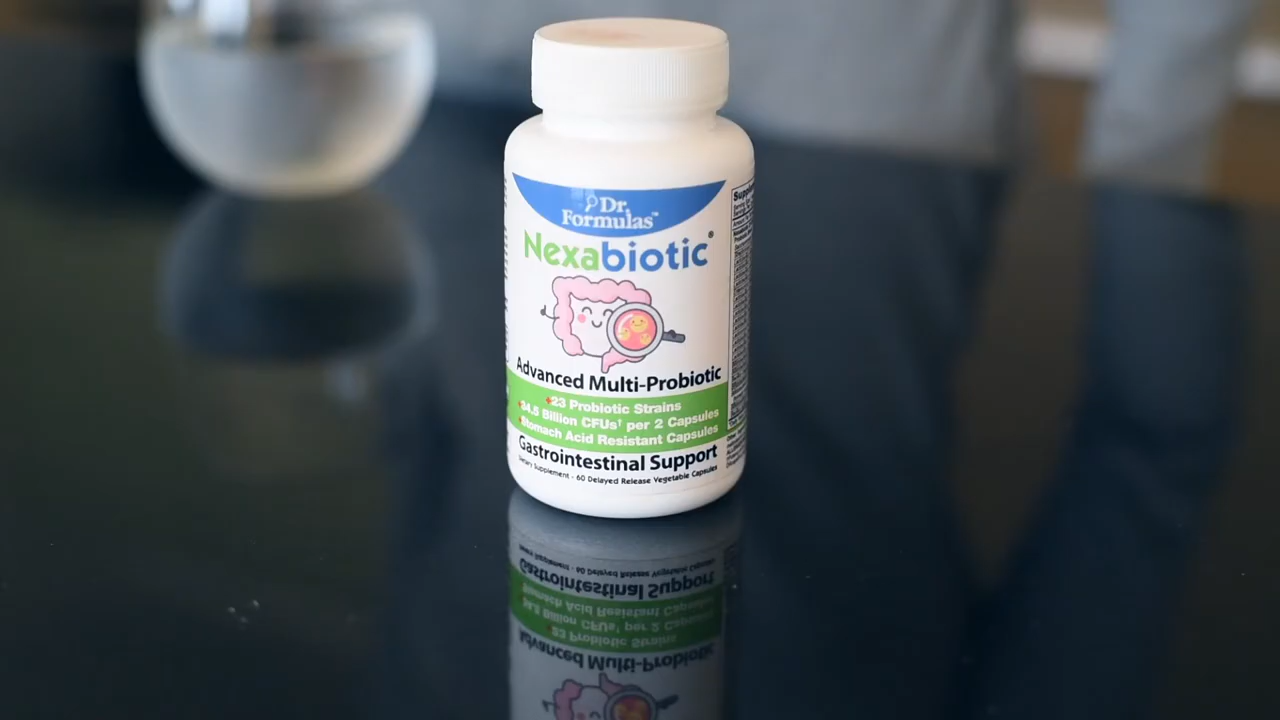 Dr.
Formulas™
Nexabiotic®
Advanced Multi-Probiotic
23 Probiotic Strains
34.5 Billion CFUs† per 2 Capsules
Stomach Acid Resistant Capsules
Gastrointestinal Support
Dietary Supplement - 60 Delayed Release Vegetable Capsules